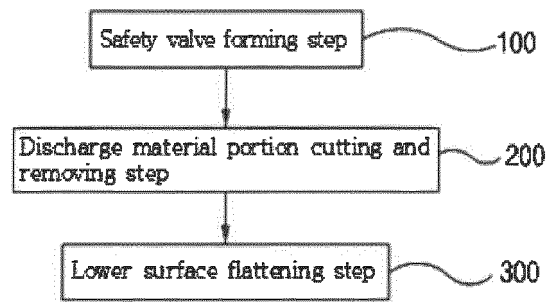 Safety valve forming step
100
Discharge material portion cutting and
removing step
200
Lower surface flattening step
300